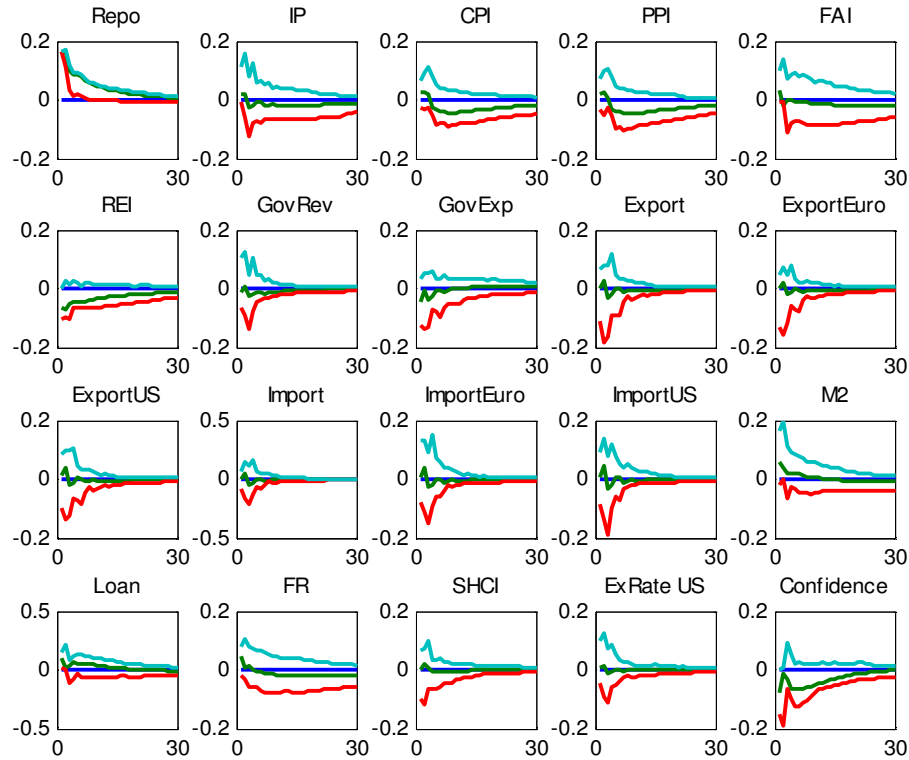 Repo IP CPI PPI FAI
0.2 0.2 0.2 0.2 0.2
0 0 0 0 0
-0.2 -0.2 -0.2 -0.2 -0.2
0 30 0 30 0 30 0 30 0 30
REI GovRev GovExp Export ExportEuro
0.2 0.2 0.2 0.2 0.2
0 0 0 0 0
-0.2 -0.2 -0.2 -0.2 -0.2
0 30 0 30 0 30 0 30 0 30
ExportUS Import ImportEuro ImportUS M2
0.2 0.5 0.2 0.2 0.2
0 0 0 0 0
-0.2 -0.5 -0.2 -0.2 -0.2
0 30 0 30 0 30 0 30 0 30
Loan FR SHCI ExRate US Confidence
0.5 0.2 0.2 0.2 0.2
0 0 0 0 0
-0.5 -0.2 -0.2 -0.2 -0.2
0 30 0 30 0 30 0 30 0 30